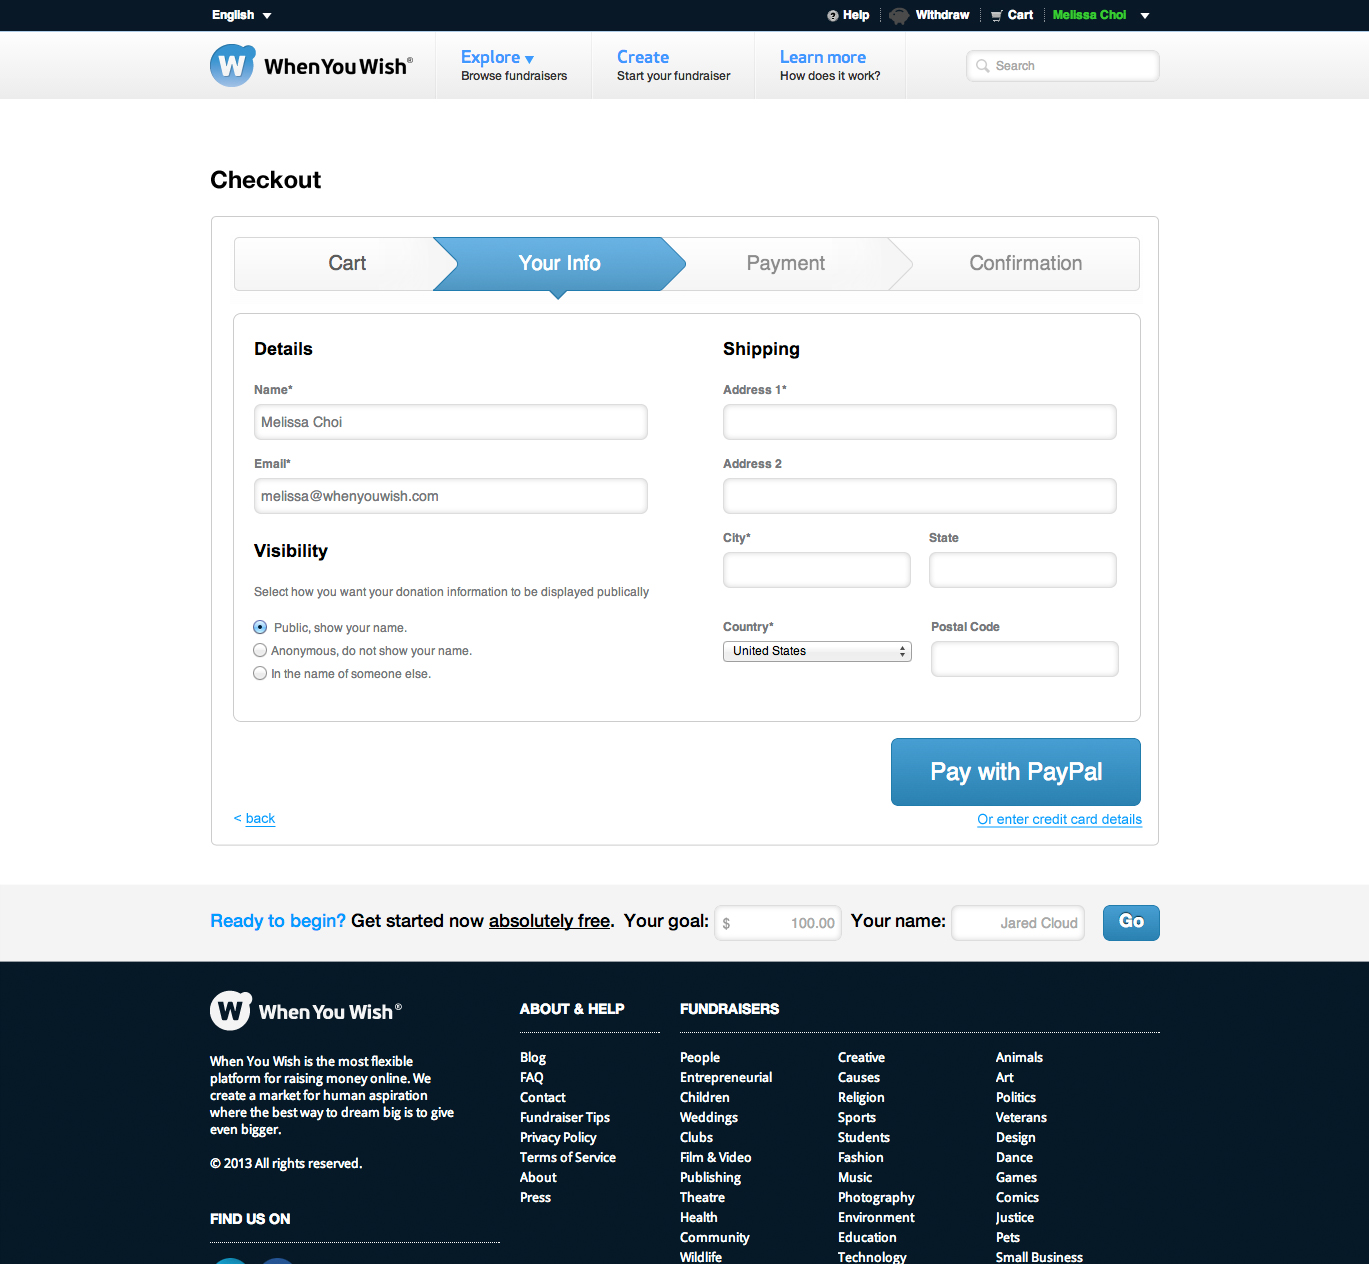 English
Help
Withdraw
Cart
Melissa Choi
W WhenYouWish®
Explore
Browse fundraisers
Create
Start your fundraiser
Learn more
How does it work?
Search
Checkout
Cart
Your Info
Payment
Confirmation
Details
Name*
Melissa Choi
Email*
melissa@whenyouwish.com
Visibility
Select how you want your donation information to be displayed publically
Public, show your name.
Anonymous, do not show your name.
In the name of someone else.
Shipping
Address 1*
Address 2
City*
State
Country*
United States
Postal Code
Pay with PayPal
Or enter credit card details
< back
Ready to begin? Get started now absolutely free. Your goal: $ 100.00 Your name: Jared Cloud Go
W When You Wish®
When You Wish is the most flexible
platform for raising money online. We
create a market for human aspiration
where the best way to dream big is to give
even bigger.
© 2013 All rights reserved.
FIND US ON
ABOUT & HELP
Blog
FAQ
Contact
Fundraiser Tips
Privacy Policy
Terms of Service
About
Press
FUNDRAISERS
People
Entrepreneurial
Children
Weddings
Clubs
Film & Video
Publishing
Theatre
Health
Community
Wildlife
Creative
Causes
Religion
Sports
Students
Fashion
Music
Photography
Environment
Education
Technology
Animals
Art
Politics
Veterans
Design
Dance
Games
Comics
Justice
Pets
Small Business